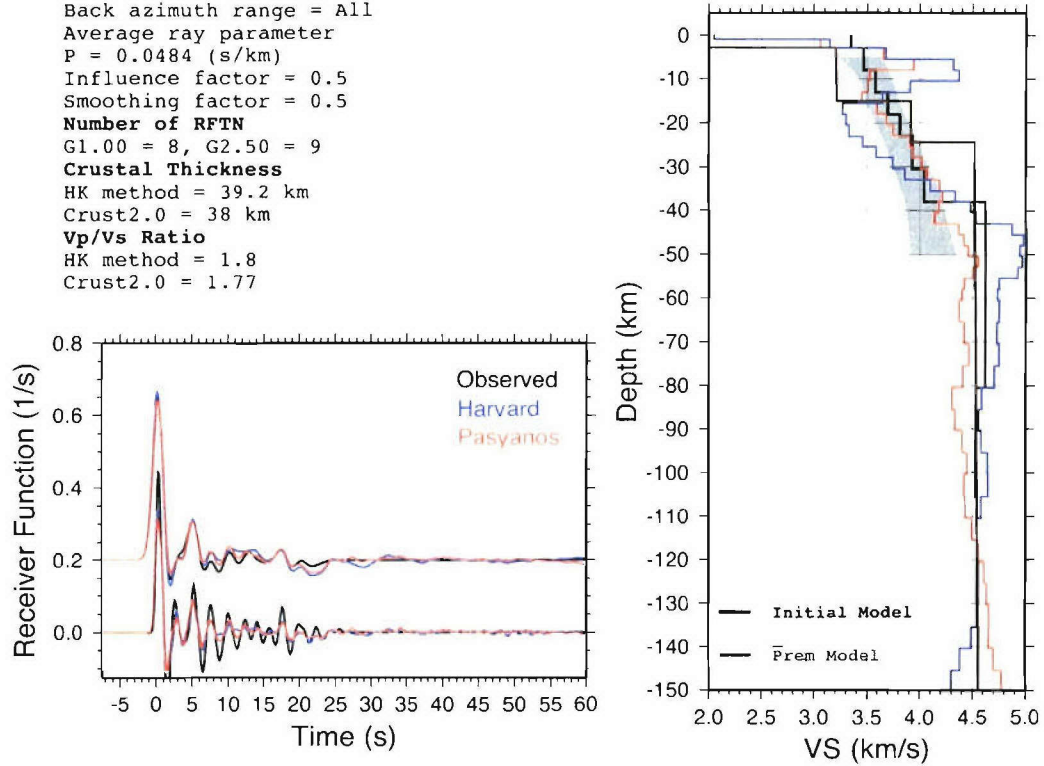 Back azimuth range = All
Average ray parameter
P = 0.0484 (s/km)
Influence factor = 0.5
Smoothing factor = 0.5
Number of RFTN
G1.00 = 8, G2.50 = 9
Crustal Thickness
HK method = 39.2 km
Crust2.0 = 38 km
Vp/Vs Ratio
HK method = 1.8
Crust2.0 = 1.77
Receiver Function (1/s)
0.8
0.6
0.4
0.2
0.0
Observed
Harvard
Pasyanos
-5 0 5 10 15 20 25 30 35 40 45 50 55 60
Time (s)
Depth (km)
0
-10
-20
-30
-40
-50
-60
-70
-80
-90
-100
-110
-120
-130
-140
-150
Initial Model
Prem Model
2.0 2.5 3.0 3.5 4.0 4.5 5.0
VS (km/s)